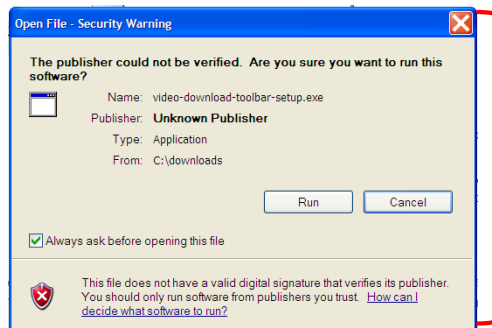 Open File - Security Warning
The publisher could not be verified. Are you sure you want to run this
software?
Name: video-download-toolbar-setup.exe
Publisher: Unknown Publisher
Type: Application
From: C:\downloads
Run Cancel
Always ask before opening this file
This file does not have a valid digital signature that verifies its publisher.
You should only run software from publishers you trust. How can I
decide what software to run?